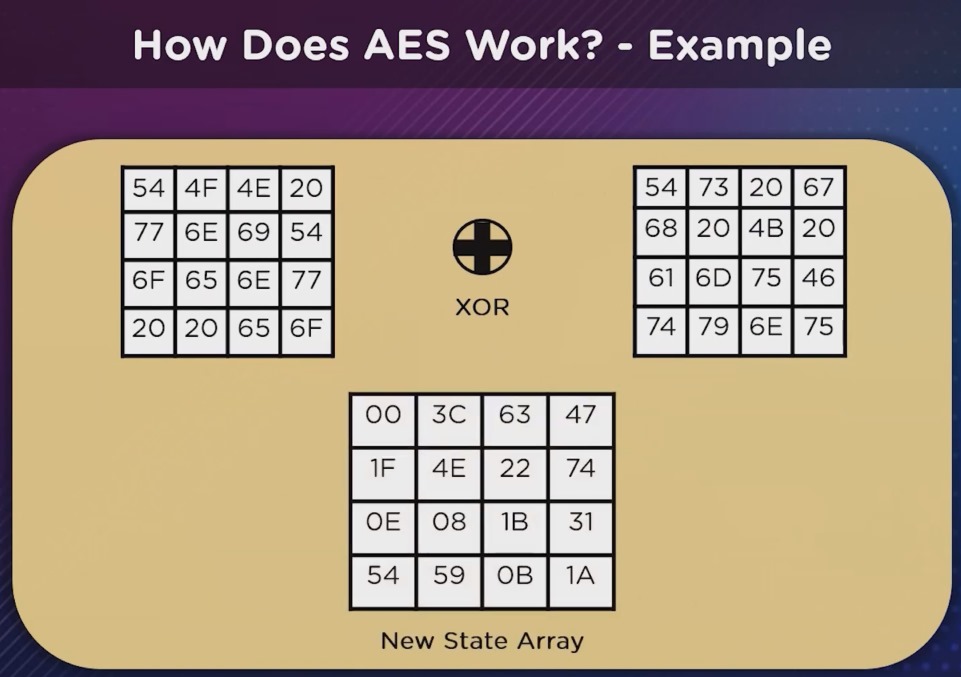 How Does AES Work? - Example
54 4F 4E 20
77 6E 69 54
6F 65 6E 77
20 20 65 6F
XOR
54 73 20 67
68 20 4B 20
61 6D 75 46
74 79 6E 75
00 3C 63 47
1F 4E 22 74
0E 08 1B 31
54 59 0B 1A
New State Array